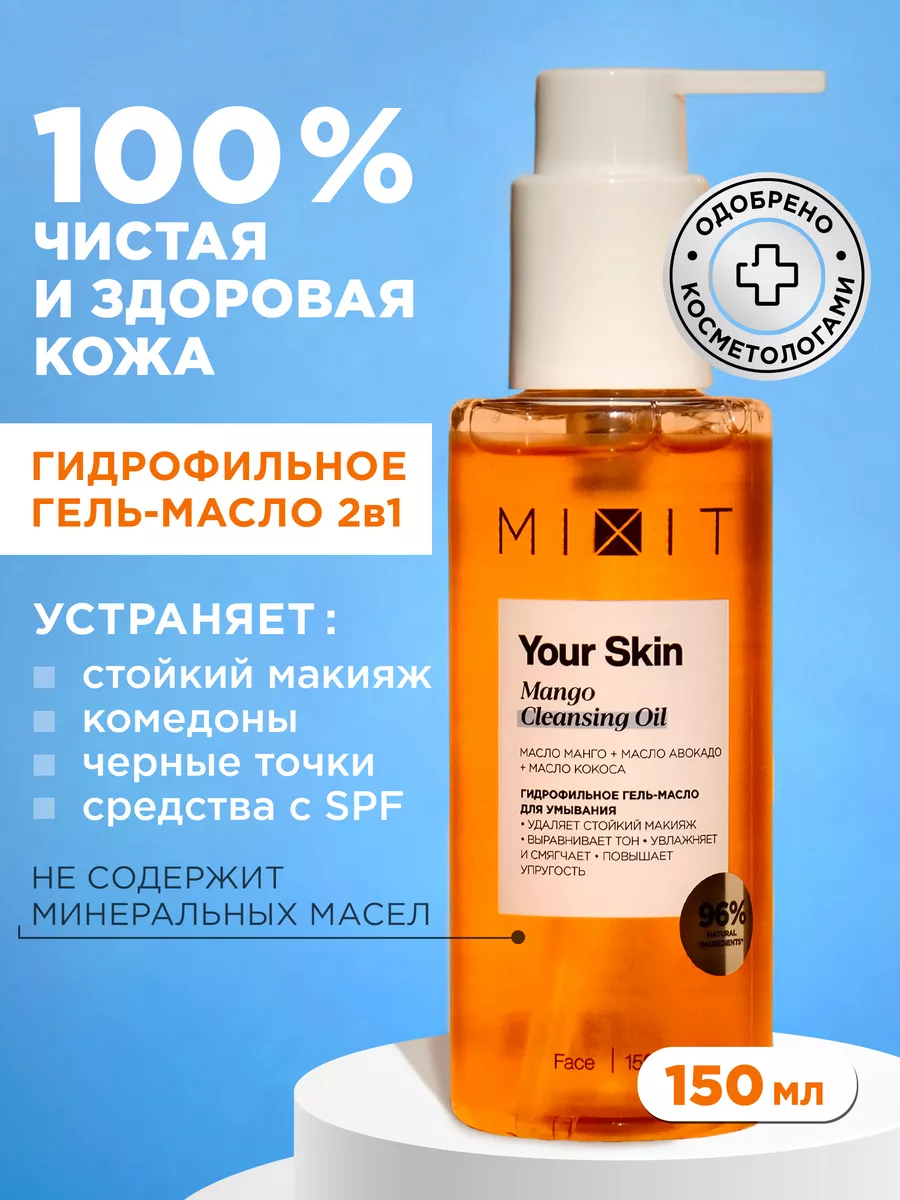 100%
ЧИСТАЯ
И ЗДОРОВАЯ
КОЖА
ОДОБРЕНО
КОСМЕТОЛОГАМИ
ГИДРОФИЛЬНОЕ
ГЕЛЬ-МАСЛО 2в1
УСТРАНЯЕТ:
стойкий макияж
комедоны
черные точки
средства с SPF
НЕ СОДЕРЖИТ
МИНЕРАЛЬНЫХ МАСЕЛ
MIXIT
Your Skin
Mango
Cleansing Oil
МАСЛО МАНГО + МАСЛО АВОКАДО
+ МАСЛО КОКОСА
ГИДРОФИЛЬНОЕ ГЕЛЬ-МАСЛО
ДЛЯ УМЫВАНИЯ
• УДАЛЯЕТ СТОЙКИЙ МАКИЯЖ
• ВЫРАВНИВАЕТ ТОН • УВЛАЖНЯЕТ
И СМЯГЧАЕТ • ПОВЫШАЕТ
УПРУГОСТЬ
96%
NATURAL
INGREDIENTS*
Face |
150 мл